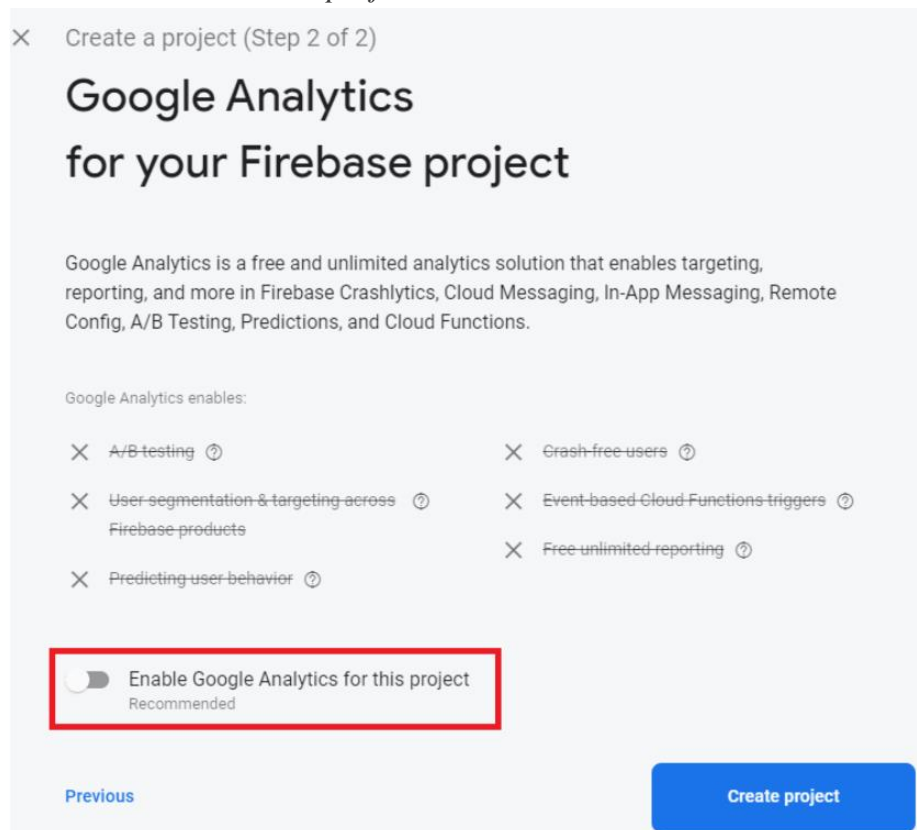 Create a project (Step 2 of 2)
Google Analytics
for your Firebase project
Google Analytics is a free and unlimited analytics solution that enables targeting,
reporting, and more in Firebase Crashlytics, Cloud Messaging, In-App Messaging, Remote
Config, A/B Testing, Predictions, and Cloud Functions.
Google Analytics enables:
A/B testing
User segmentation & targeting across
Firebase products
Predicting user behavior
Crash-free users
Event-based Cloud Functions triggers
Free unlimited reporting
Enable Google Analytics for this project
Recommended
Previous
Create project